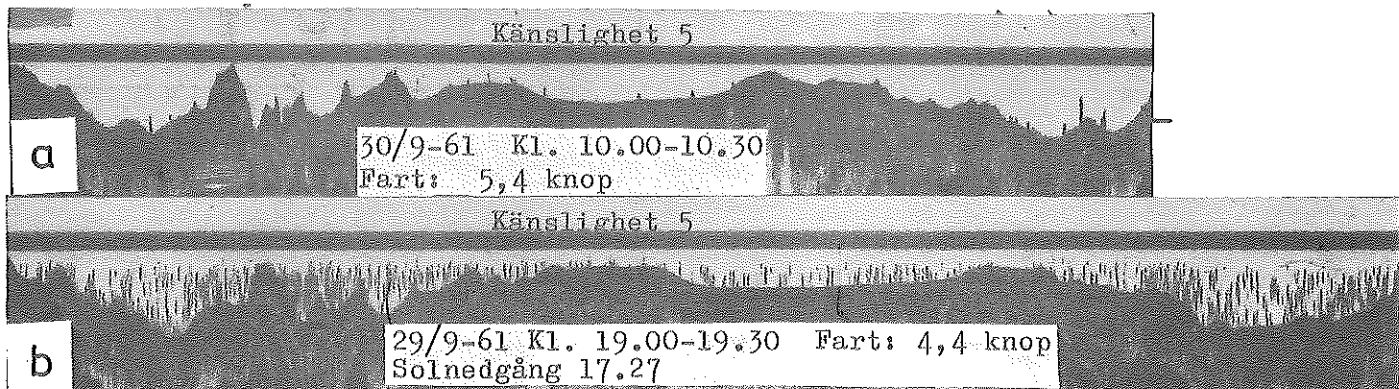 Känslighet 5
a
30/9-61 Kl. 10.00-10.30
Fart: 5,4 knop
Känslighet 5
b
29/9-61 Kl. 19.00-19.30 Fart: 4,4 knop
Solnedgång 17.27